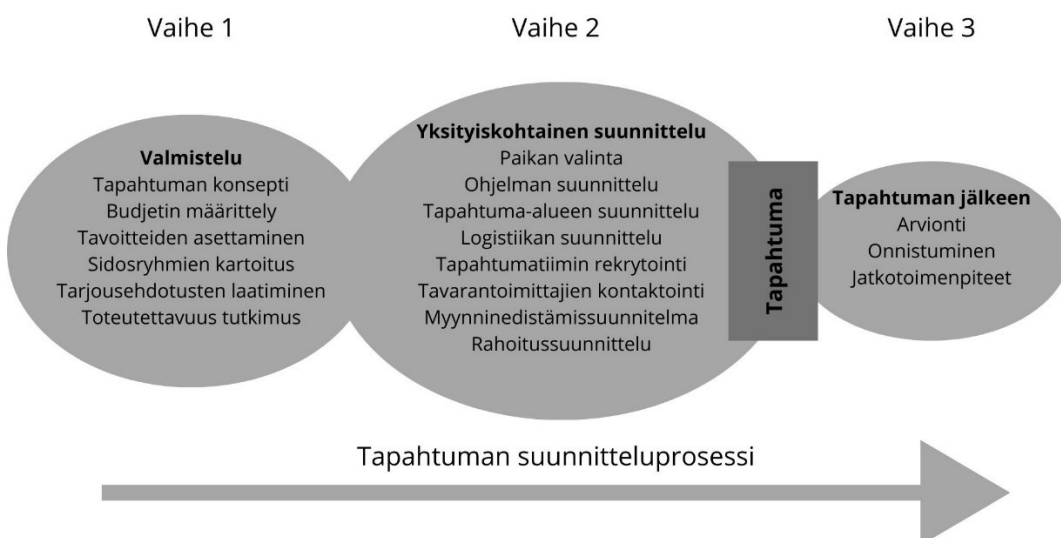 Vaihe 1
Vaihe 2
Vaihe 3
Valmistelu
Tapahtuman konsepti
Budjetin määrittely
Tavoitteiden asettaminen
Sidosryhmien kartoitus
Tarjousehdotusten laatiminen
Toteutettavuus tutkimus
Yksityiskohtainen suunnittelu
Paikan valinta
Ohjelman suunnittelu
Tapahtuma-alueen suunnittelu
Logistiikan suunnittelu
Tapahtumatiimin rekrytointi
Tavarantoimittajien kontaktointi
Myynninedistämissuunnitelma
Rahoitussuunnittelu
Tapahtuma
Tapahtuman jälkeen
Arvionti
Onnistuminen
Jatkotoimenpiteet
Tapahtuman suunnitteluprosessi